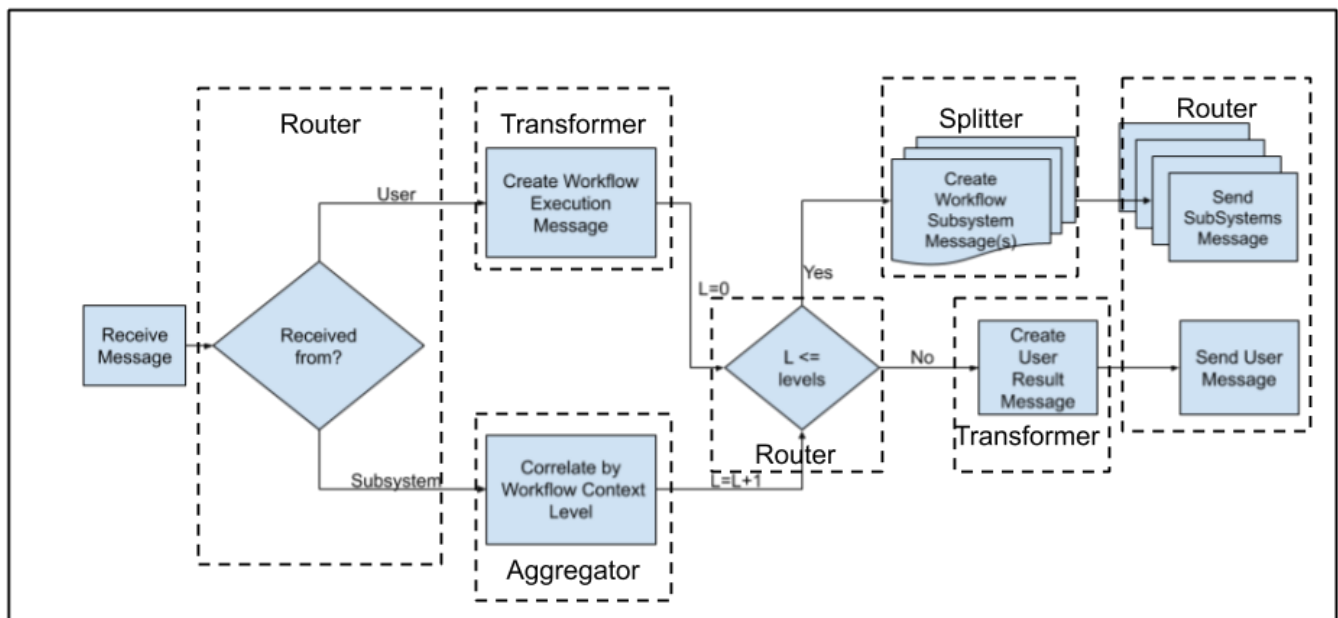 Router
Transformer
Splitter
Router
Create Workflow
Execution
Message
User
Create
Workflow
Subsystem
Message(s)
Send
SubSystems
Message
Yes
L=0
Receive
Message
Received
from?
L <=
levels
No
Create
User
Result
Message
Send User
Message
Transformer
Router
Subsystem
Correlate by
Workflow Context
Level
L=L+1
Aggregator